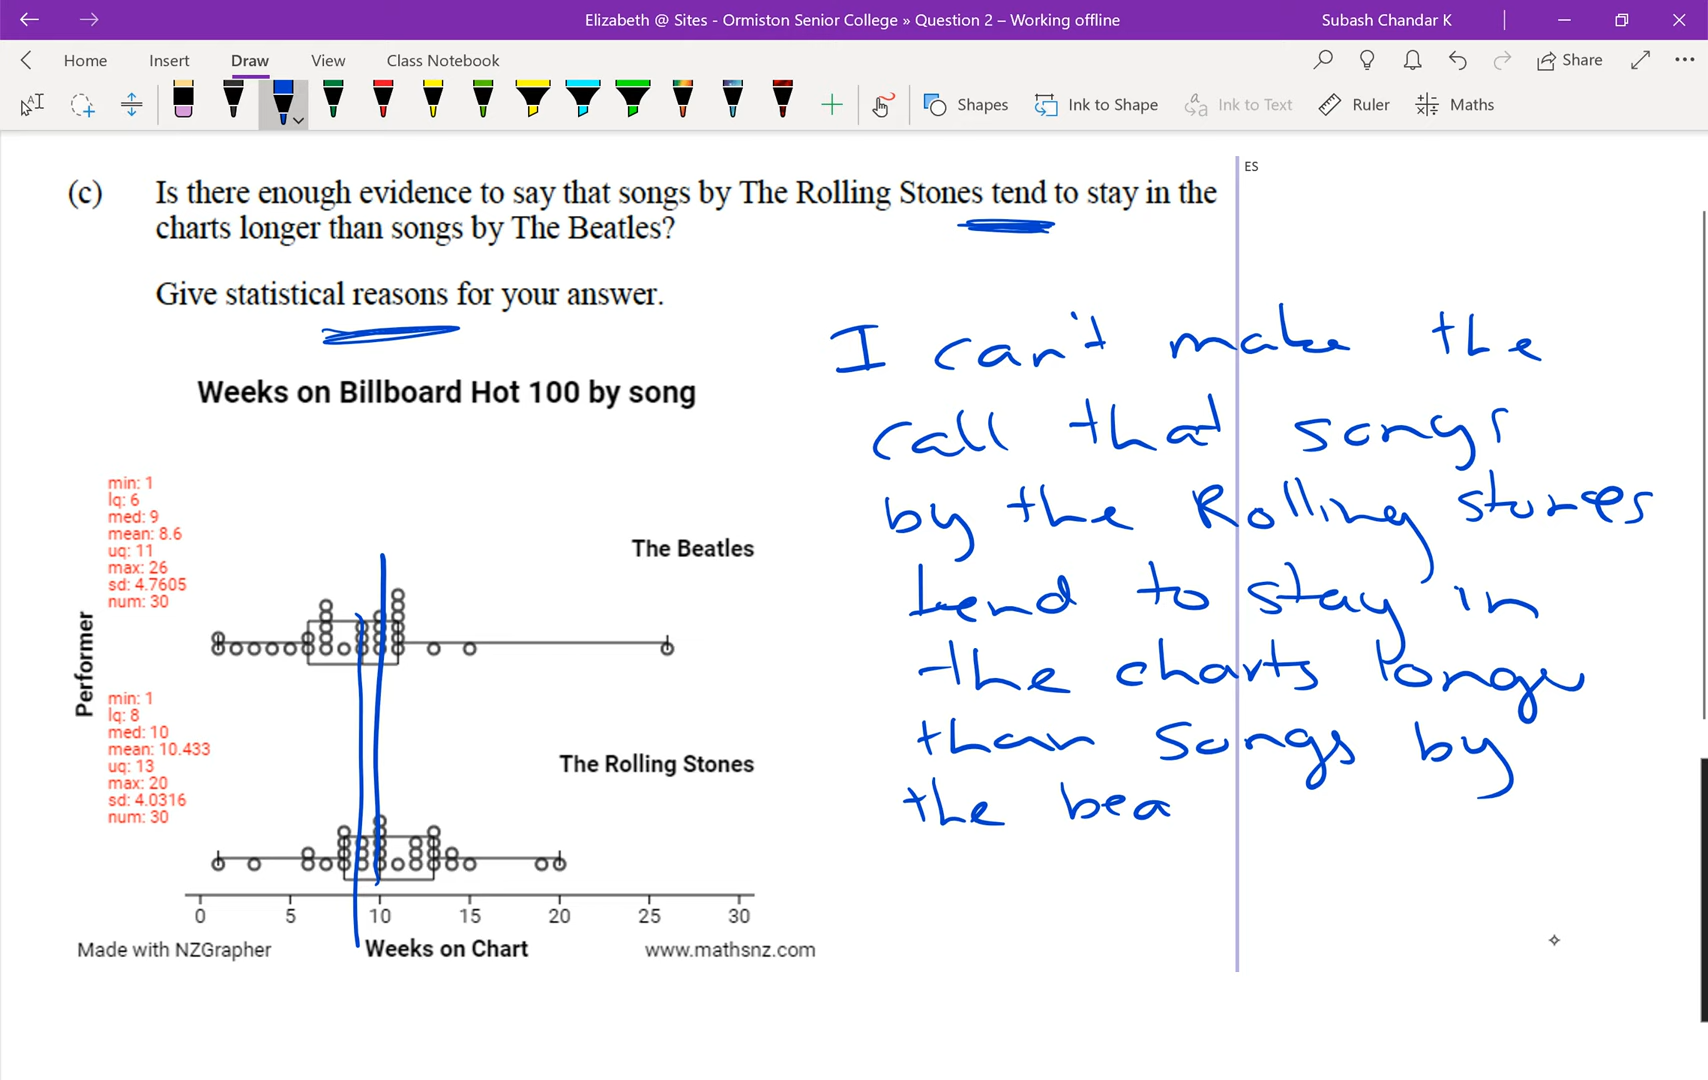 Elizabeth @ Sites - Ormiston Senior College » Question 2 – Working offline
Subash Chandar K
Home Insert Draw View Class Notebook
Share
Shapes Ink to Shape Ink to Text Ruler Maths
ES
(c) Is there enough evidence to say that songs by The Rolling Stones tend to stay in the
charts longer than songs by The Beatles?
Give statistical reasons for your answer.
I can't make the
call that songs
by the Rolling stones
tend to stay in
the charts longer
than songs by
the bea
Weeks on Billboard Hot 100 by song
min: 1
lq: 6
med: 9
mean: 8.6
uq: 11
max: 26
sd: 4.7605
num: 30
The Beatles
Performer
min: 1
lq: 8
med: 10
mean: 10.433
uq: 13
max: 20
sd: 4.0316
num: 30
The Rolling Stones
0 5 10 15 20 25 30
Made with NZGrapher Weeks on Chart www.mathsnz.com